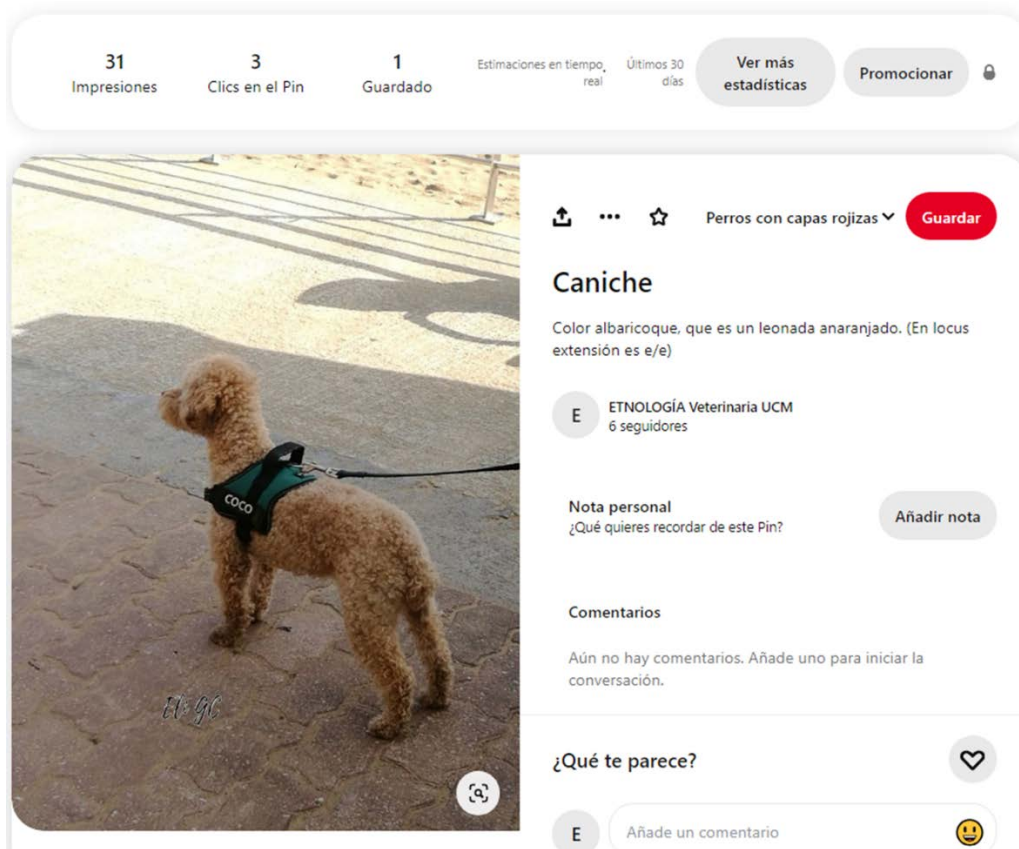 31
Impresiones
3
Clics en el Pin
1
Guardado
Estimaciones en tiempo
real
Últimos 30
días
Ver más
estadísticas
Promocionar
Perros con capas rojizas
Guardar
Caniche
Color albaricoque, que es un leonada anaranjado. (En locus
extensión es e/e)
E
ETNOLOGÍA Veterinaria UCM
6 seguidores
Nota personal
¿Qué quieres recordar de este Pin?
Añadir nota
COCO
Comentarios
Aún no hay comentarios. Añade uno para iniciar la
conversación.
¿Qué te parece?
E
Añade un comentario